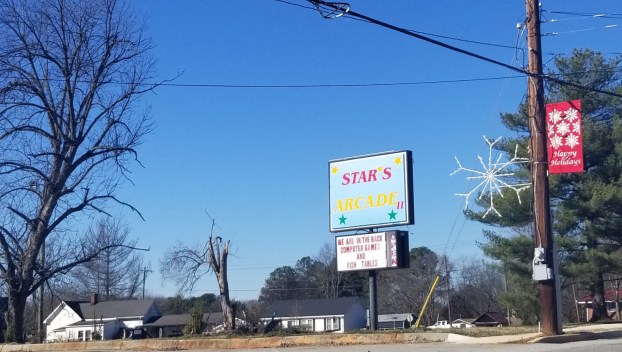 STAR'S
ARCADE II
WE ARE IN THE BACK
COMPUTER GAMES
AND
FISH TABLES
Happy
Holidays